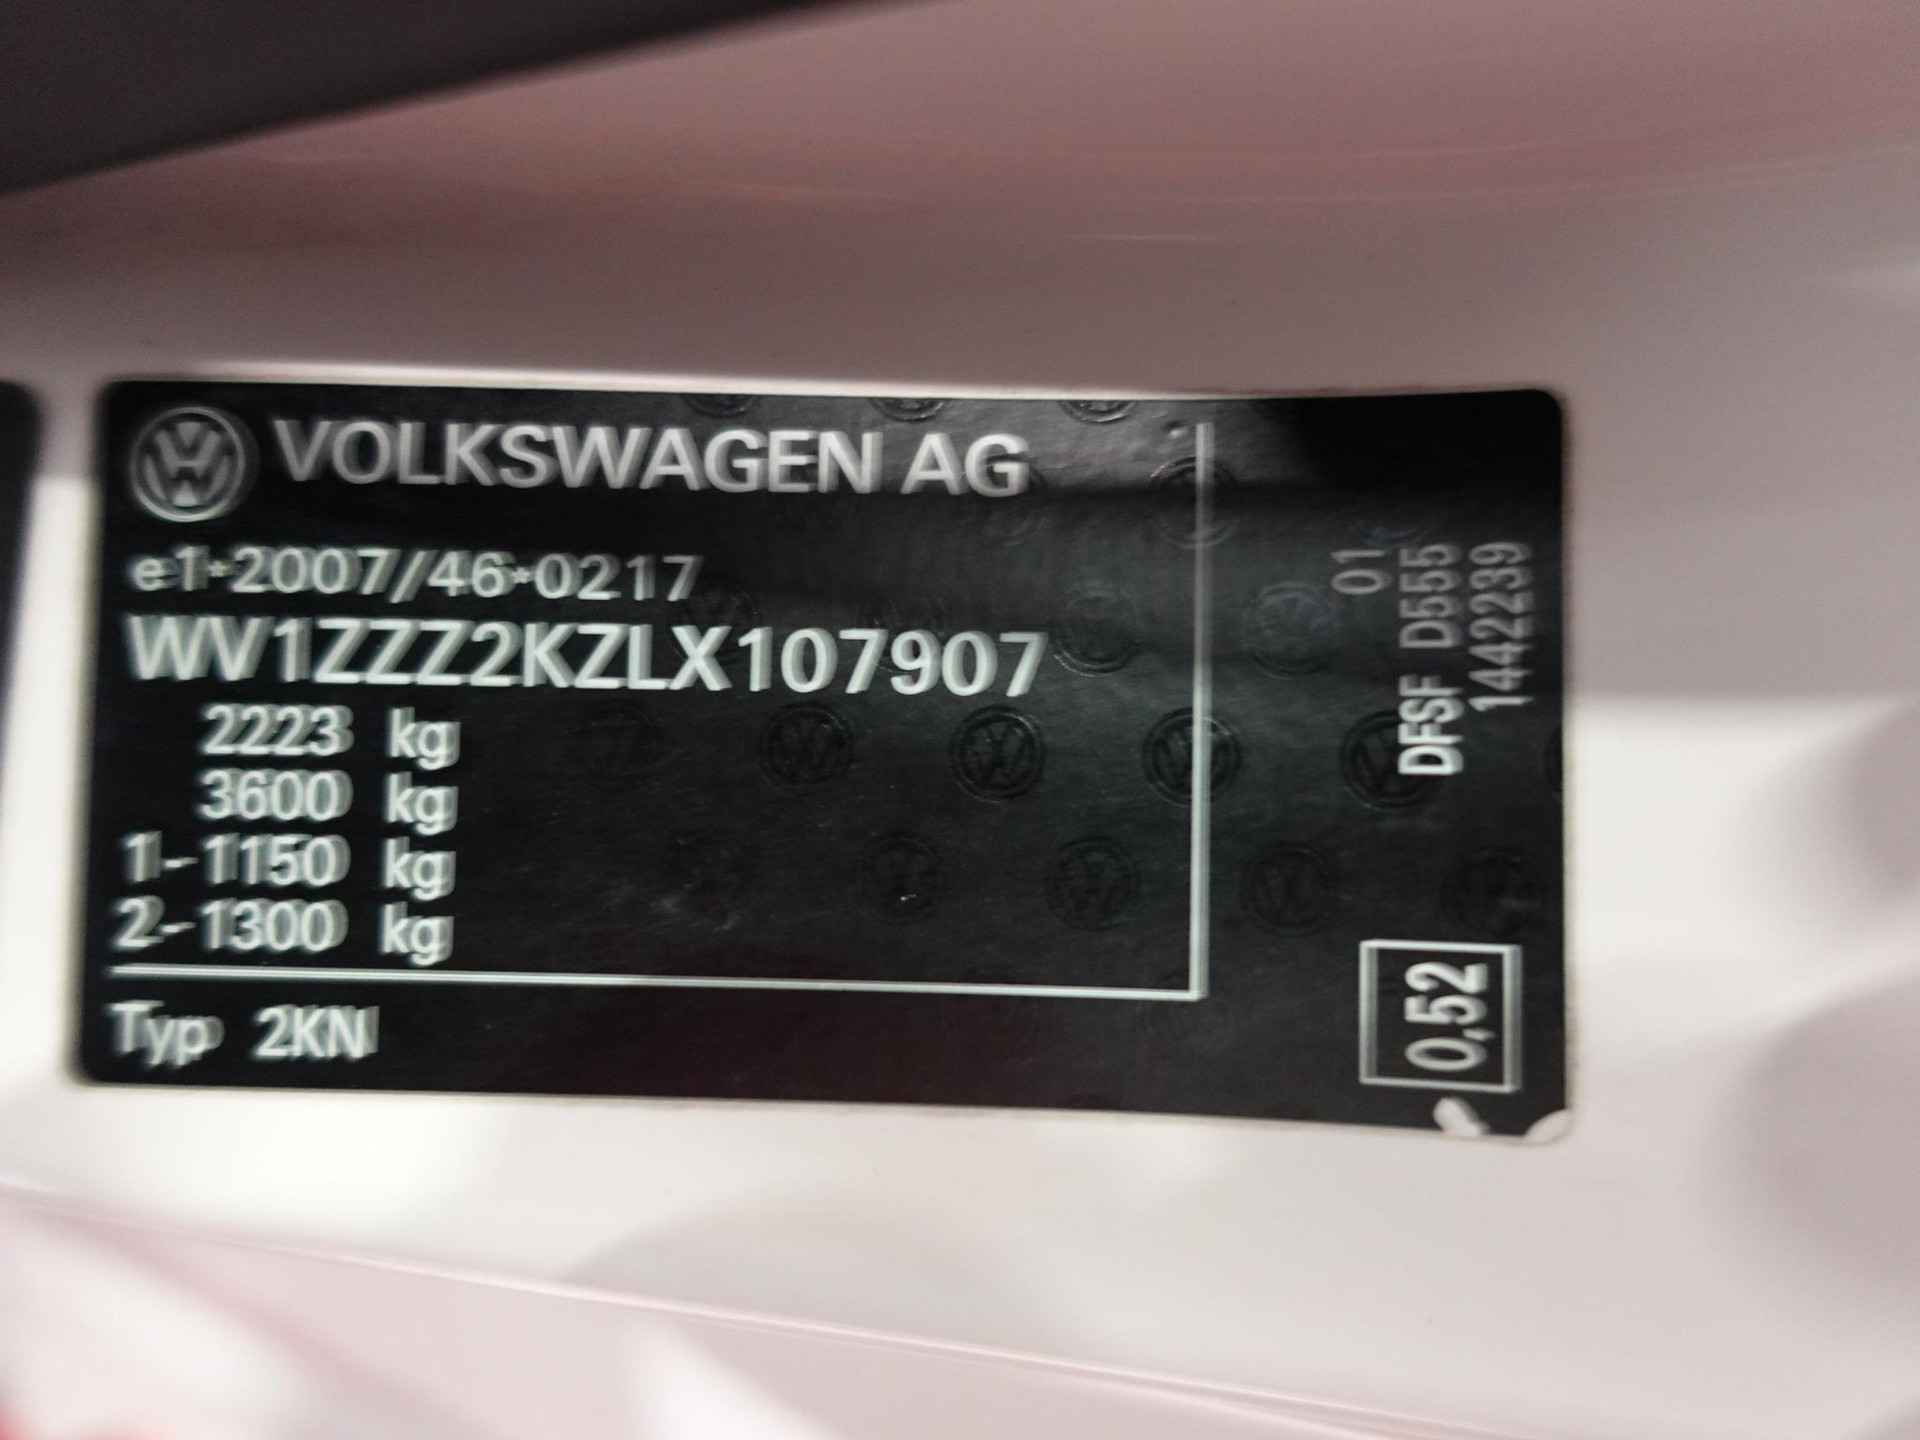 VOLKSWAGEN AG
e1*2007/46*0217
WV1ZZZ2KZLX107907
2223 kg
3600 kg
1-1150 kg
2-1300 kg
Typ 2KN
01
DFSF D555
1442239
0,52